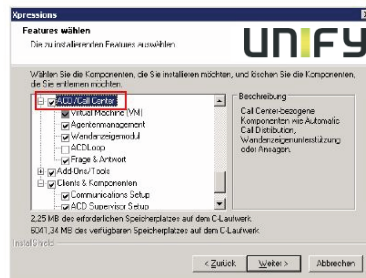 Xpressions
Features wählen
Die zu installierenden Features auswählen.
UNIFY
Wählen Sie die Komponenten, die Sie installieren möchten, und löschen Sie die Komponenten,
die Sie entfernen möchten.
ACD/Call Center
Virtual Machine (VM)
Agentenmanagement
Wandanzeigemodul
ACDLoop
Frage & Antwort
Add-Ons/Tools
Clients & Komponenten
Communications Setup
ACD Supervisor Setup
Beschreibung
Call Center-bezogene
Komponenten wie Automatic
Call Distribution,
Wandanzeigenunterstützung
oder Ansagen.
2,25 MB des erforderlichen Speicherplatzes auf dem C-Laufwerk
6041,34 MB des verfügbaren Speicherplatzes auf dem C-Laufwerk
InstallShield
< Zurück
Weiter >
Abbrechen